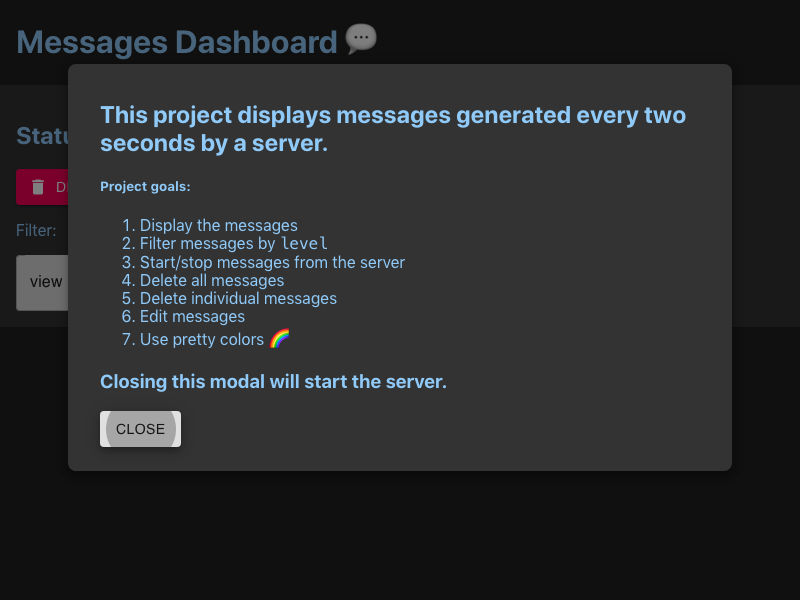 Messages Dashboard 💬
This project displays messages generated every two
seconds by a server.
Project goals:
1. Display the messages
2. Filter messages by level
3. Start/stop messages from the server
4. Delete all messages
5. Delete individual messages
6. Edit messages
7. Use pretty colors 🌈
Closing this modal will start the server.
CLOSE
Filter:
view